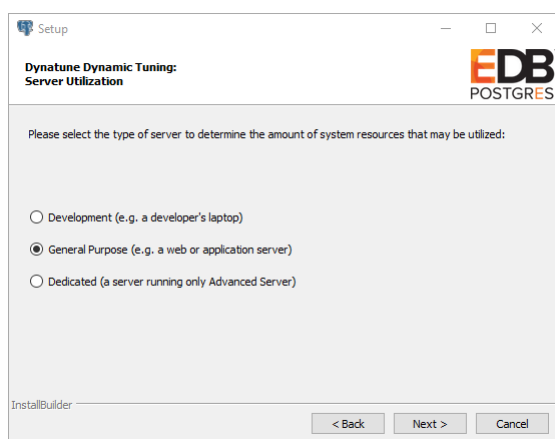 Setup
Dynatune Dynamic Tuning:
Server Utilization
EDB
POSTGRES
Please select the type of server to determine the amount of system resources that may be utilized:
Development (e.g. a developer's laptop)
General Purpose (e.g. a web or application server)
Dedicated (a server running only Advanced Server)
InstallBuilder
< Back
Next >
Cancel